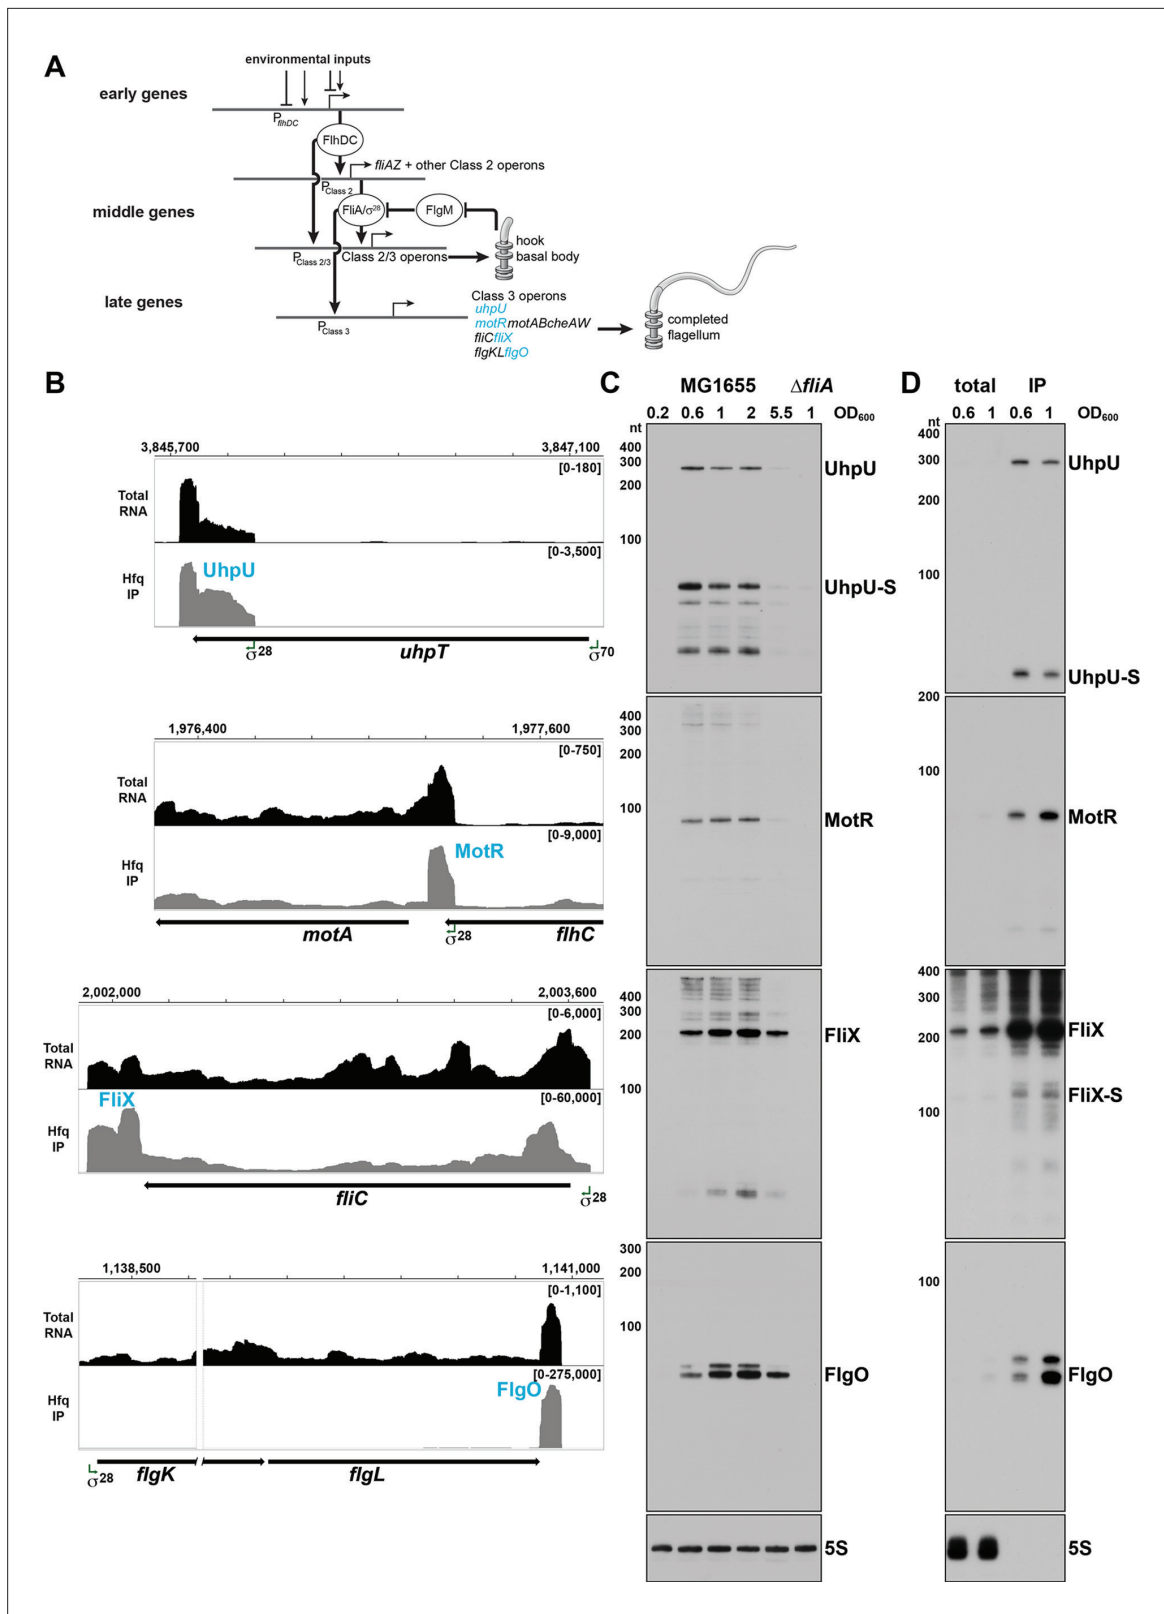 A
environmental inputs
early genes
PflhDC
FlhDC
fliAZ + other Class 2 operons
PClass 2
middle genes
FliA/σ28
FlgM
hook
basal body
PClass 2/3
Class 2/3 operons
late genes
Class 3 operons
uhpU
motRmotABcheAW
fliCfliX
flgKLflgO
PClass 3
completed
flagellum
B
3,845,700
3,847,100
[0-180]
Total
RNA
[0-3,500]
Hfq
IP
UhpU
uhpT
σ28
σ70
1,976,400
1,977,600
[0-750]
Total
RNA
[0-9,000]
Hfq
IP
MotR
motA
σ28
flhC
2,002,000
2,003,600
[0-6,000]
Total
RNA
[0-60,000]
FliX
Hfq
IP
fliC
σ28
1,138,500
1,141,000
[0-1,100]
Total
RNA
[0-275,000]
FlgO
Hfq
IP
σ28
flgK
flgL
C
MG1655
ΔfliA
0.2 0.6 1 2 5.5 1 OD600
nt
400
300
200
100
UhpU
UhpU-S
400
300
200
100
MotR
400
300
200
100
FliX
300
200
100
FlgO
5S
D
total
IP
0.6 1 0.6 1 OD600
nt
400
300
200
100
UhpU
UhpU-S
200
100
MotR
400
300
200
100
FliX
FliX-S
100
FlgO
5S